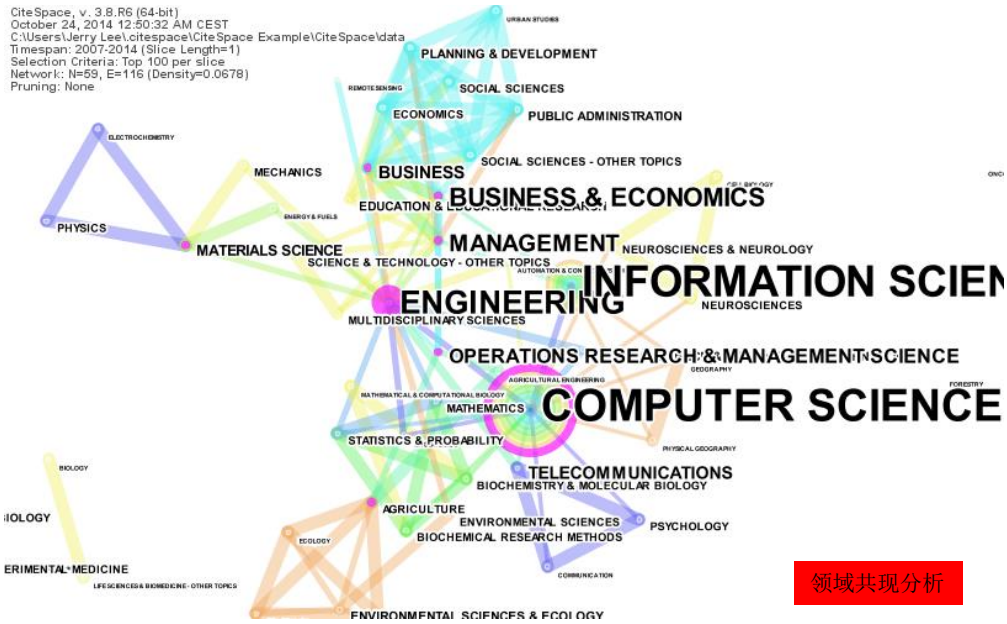 CiteSpace, v. 3.8.R6 (64-bit)
October 24, 2014 12:50:32 AM CEST
C:\Users\Jerry Lee\.citespace\CiteSpace Example\CiteSpace\data
Timespan: 2007-2014 (Slice Length=1)
Selection Criteria: Top 100 per slice
Network: N=59, E=116 (Density=0.0678)
Pruning: None
URBAN STUDIES
PLANNING & DEVELOPMENT
REMOTE SENSING
SOCIAL SCIENCES
ECONOMICS
PUBLIC ADMINISTRATION
ELECTROCHEMISTRY
SOCIAL SCIENCES - OTHER TOPICS
MECHANICS
BUSINESS
ONC
CELL BIOLOGY
BUSINESS & ECONOMICS
EDUCATION & EDUCATIONAL RESEARCH
ENERGY & FUELS
PHYSICS
MATERIALS SCIENCE
MANAGEMENT
NEUROSCIENCES & NEUROLOGY
SCIENCE & TECHNOLOGY - OTHER TOPICS
AUTOMATION & CON
INFORMATION SCIEN
ENGINEERING
NEUROSCIENCES
MULTIDISCIPLINARY SCIENCES
OPERATIONS RESEARCH & MANAGEMENT SCIENCE
GEOGRAPHY
AGRICULTURAL ENGINEERING
FORESTRY
MATHEMATICAL & COMPUTATIONAL BIOLOGY
MATHEMATICS
COMPUTER SCIENCE
STATISTICS & PROBABILITY
PHYSICAL GEOGRAPHY
BIOLOGY
TELECOMMUNICATIONS
BIOCHEMISTRY & MOLECULAR BIOLOGY
AGRICULTURE
IOLOGY
ENVIRONMENTAL SCIENCES
PSYCHOLOGY
BIOCHEMICAL RESEARCH METHODS
ECOLOGY
ERIMENTAL MEDICINE
COMMUNICATION
LIFE SCIENCES & BIOMEDICINE - OTHER TOPICS
领域共现分析
ENVIRONMENTAL SCIENCES & ECOLOGY